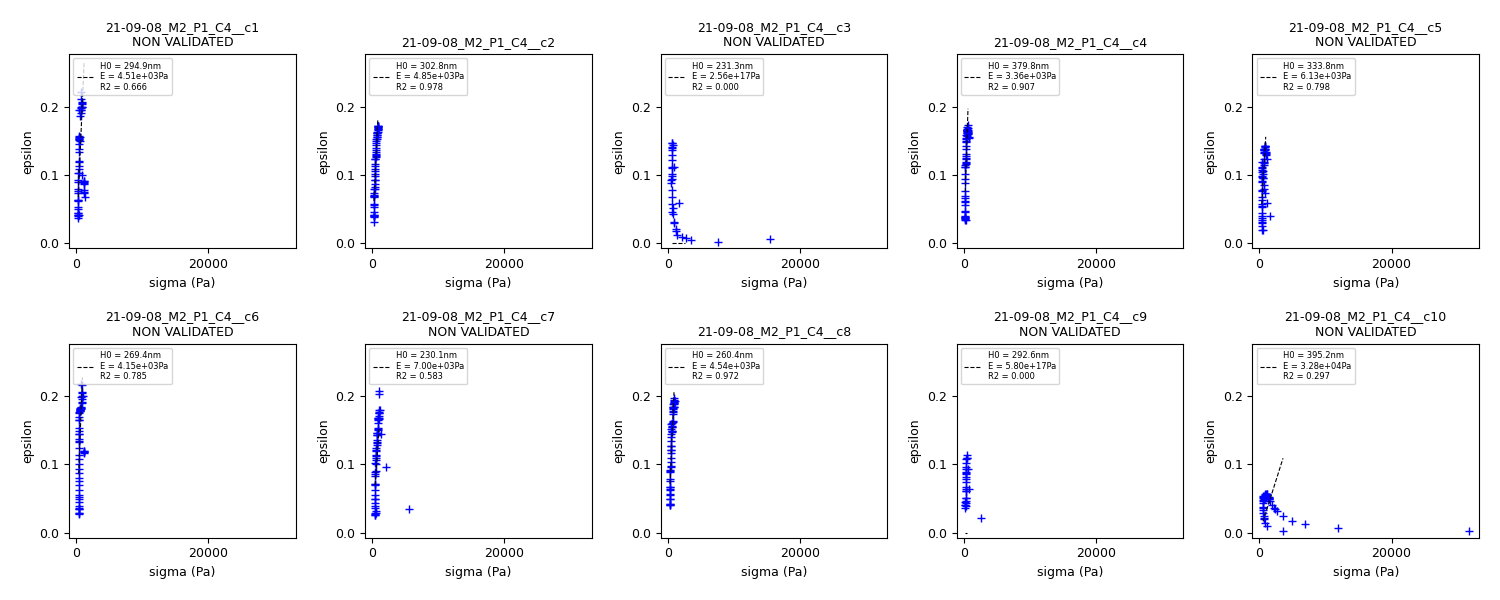 21-09-08_M2_P1_C4__c1
NON VALIDATED
H0 = 294.9nm
E = 4.51e+03Pa
R2 = 0.666
epsilon
0.2
0.1
0.0
0
20000
sigma (Pa)
21-09-08_M2_P1_C4__c2
H0 = 302.8nm
E = 4.85e+03Pa
R2 = 0.978
epsilon
0.2
0.1
0.0
0
20000
sigma (Pa)
21-09-08_M2_P1_C4__c3
NON VALIDATED
H0 = 231.3nm
E = 2.56e+17Pa
R2 = 0.000
epsilon
0.2
0.1
0.0
0
20000
sigma (Pa)
21-09-08_M2_P1_C4__c4
H0 = 379.8nm
E = 3.36e+03Pa
R2 = 0.907
epsilon
0.2
0.1
0.0
0
20000
sigma (Pa)
21-09-08_M2_P1_C4__c5
NON VALIDATED
H0 = 333.8nm
E = 6.13e+03Pa
R2 = 0.798
epsilon
0.2
0.1
0.0
0
20000
sigma (Pa)
21-09-08_M2_P1_C4__c6
NON VALIDATED
H0 = 269.4nm
E = 4.15e+03Pa
R2 = 0.785
epsilon
0.2
0.1
0.0
0
20000
sigma (Pa)
21-09-08_M2_P1_C4__c7
NON VALIDATED
H0 = 230.1nm
E = 7.00e+03Pa
R2 = 0.583
epsilon
0.2
0.1
0.0
0
20000
sigma (Pa)
21-09-08_M2_P1_C4__c8
H0 = 260.4nm
E = 4.54e+03Pa
R2 = 0.972
epsilon
0.2
0.1
0.0
0
20000
sigma (Pa)
21-09-08_M2_P1_C4__c9
NON VALIDATED
H0 = 292.6nm
E = 5.80e+17Pa
R2 = 0.000
epsilon
0.2
0.1
0.0
0
20000
sigma (Pa)
21-09-08_M2_P1_C4__c10
NON VALIDATED
H0 = 395.2nm
E = 3.28e+04Pa
R2 = 0.297
epsilon
0.2
0.1
0.0
0
20000
sigma (Pa)